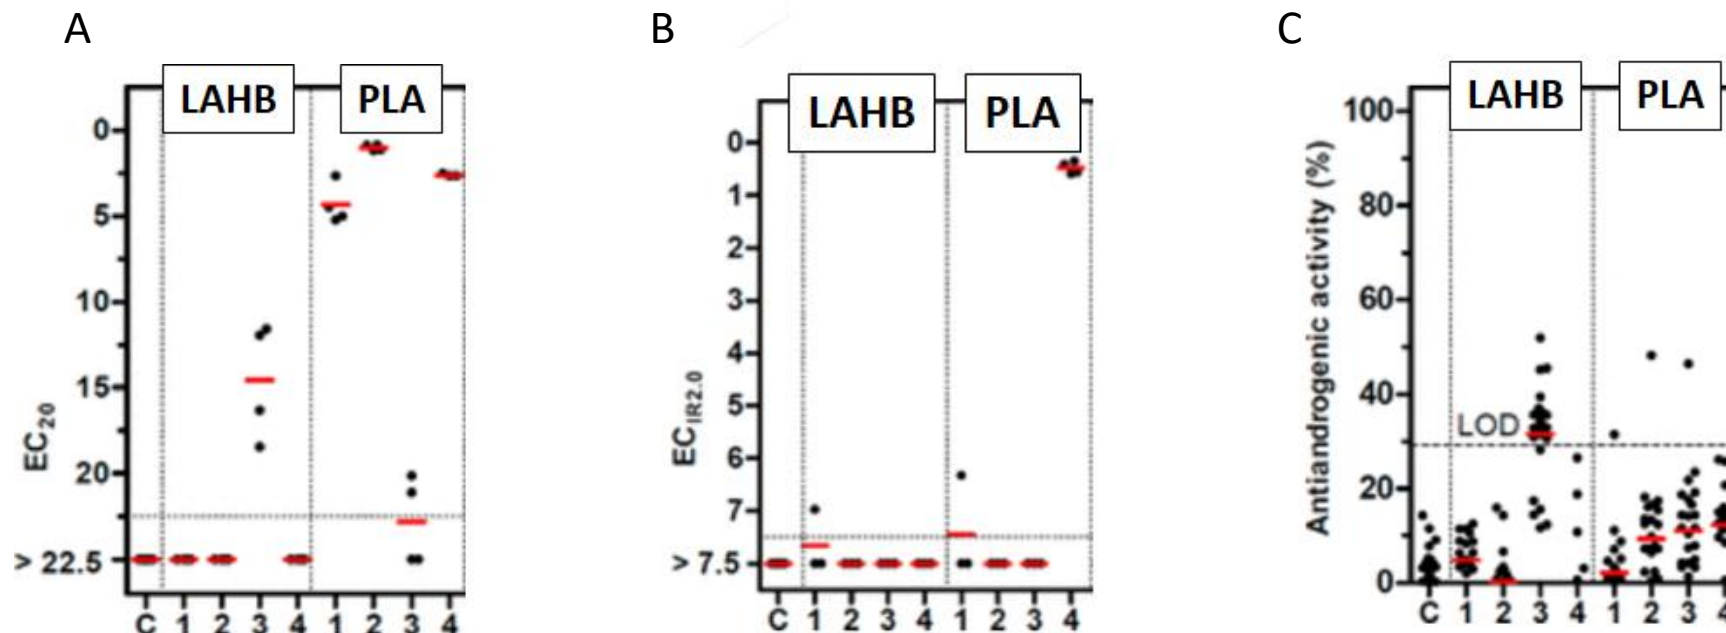 A
LAHB PLA
EC20
0
5
10
15
20
> 22.5
C 1 2 3 4 1 2 3 4
B
LAHB PLA
ECIR2.0
0
1
2
3
4
5
6
7
> 7.5
C 1 2 3 4 1 2 3 4
C
LAHB PLA
Antiandrogenic activity (%)
100
80
60
40
20
0
LOD
C 1 2 3 4 1 2 3 4